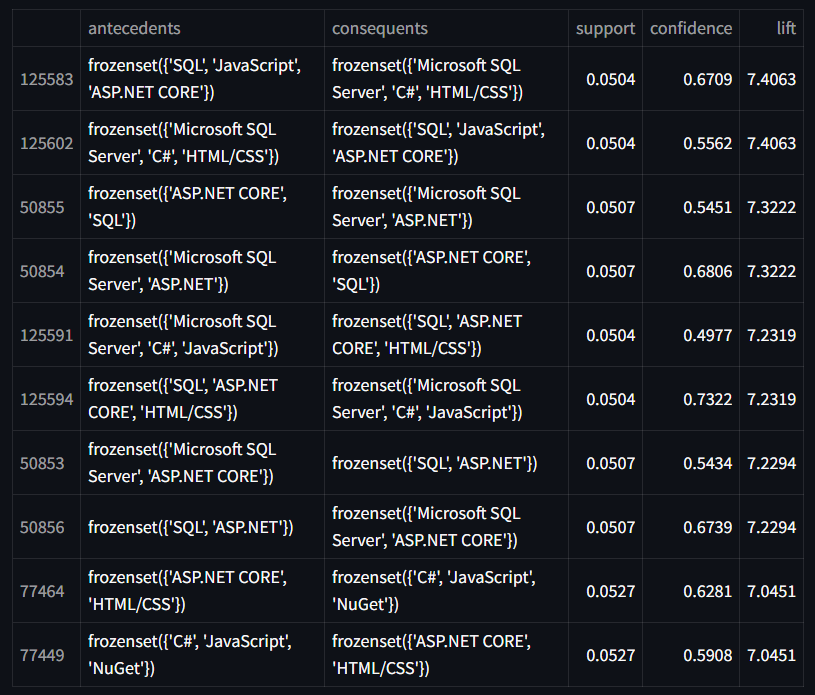 antecedents consequents support confidence lift
125583 frozenset({'SQL', 'JavaScript', 'ASP.NET CORE'}) frozenset({'Microsoft SQL Server', 'C#', 'HTML/CSS'}) 0.0504 0.6709 7.4063
125602 frozenset({'Microsoft SQL Server', 'C#', 'HTML/CSS'}) frozenset({'SQL', 'JavaScript', 'ASP.NET CORE'}) 0.0504 0.5562 7.4063
50855 frozenset({'ASP.NET CORE', 'SQL'}) frozenset({'Microsoft SQL Server', 'ASP.NET'}) 0.0507 0.5451 7.3222
50854 frozenset({'Microsoft SQL Server', 'ASP.NET'}) frozenset({'ASP.NET CORE', 'SQL'}) 0.0507 0.6806 7.3222
125591 frozenset({'Microsoft SQL Server', 'C#', 'JavaScript'}) frozenset({'SQL', 'ASP.NET CORE', 'HTML/CSS'}) 0.0504 0.4977 7.2319
125594 frozenset({'SQL', 'ASP.NET CORE', 'HTML/CSS'}) frozenset({'Microsoft SQL Server', 'C#', 'JavaScript'}) 0.0504 0.7322 7.2319
50853 frozenset({'Microsoft SQL Server', 'ASP.NET CORE'}) frozenset({'SQL', 'ASP.NET'}) 0.0507 0.5434 7.2294
50856 frozenset({'SQL', 'ASP.NET'}) frozenset({'Microsoft SQL Server', 'ASP.NET CORE'}) 0.0507 0.6739 7.2294
77464 frozenset({'ASP.NET CORE', 'HTML/CSS'}) frozenset({'C#', 'JavaScript', 'NuGet'}) 0.0527 0.6281 7.0451
77449 frozenset({'C#', 'JavaScript', 'NuGet'}) frozenset({'ASP.NET CORE', 'HTML/CSS'}) 0.0527 0.5908 7.0451